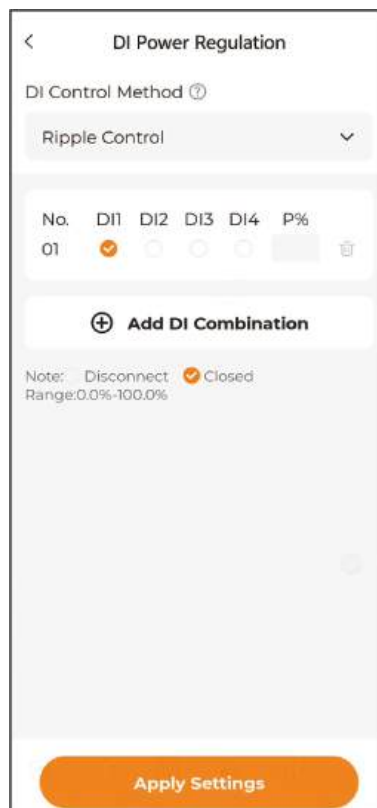 DI Power Regulation
DI Control Method ?
Ripple Control
No. DI1 DI2 DI3 DI4 P%
01
Add DI Combination
Note: Disconnect Closed
Range:0.0%-100.0%
Apply Settings